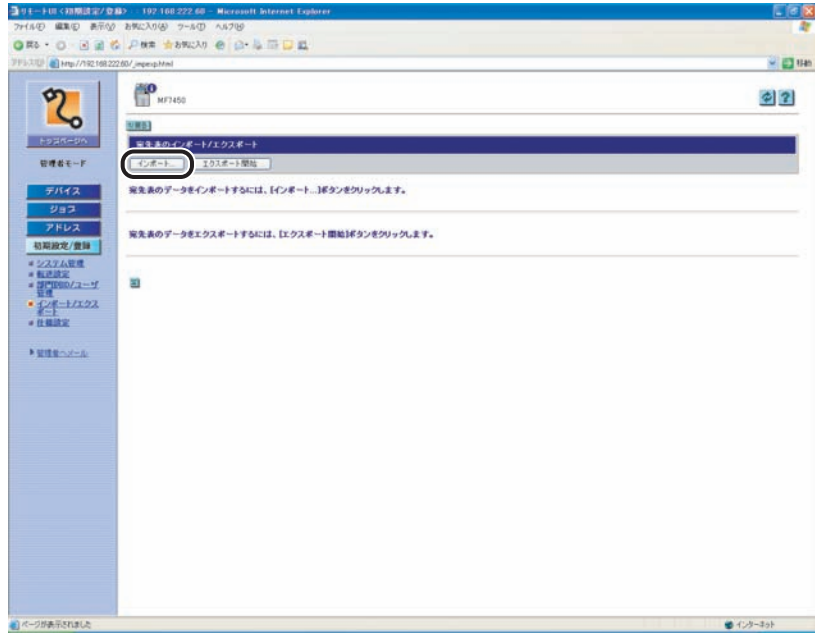 リモートUI <初期設定/登録> : 192.168.222.60 - Microsoft Internet Explorer
ファイル(F) 編集(E) 表示(V) お気に入り(A) ツール(T) ヘルプ(H)
戻る 検索 お気に入り
アドレス(D) http://192.168.222.60/_impexp.html 移動
MF7450
トップページへ
管理者モード
デバイス
ジョブ
アドレス
初期設定/登録
システム管理
転送設定
部門別ID/ユーザ
管理
インポート/エクス
ポート
仕様設定
管理者へメール
宛先表のインポート/エクスポート
インポート... エクスポート開始
宛先表のデータをインポートするには、[インポート...]ボタンをクリックします。
宛先表のデータをエクスポートするには、[エクスポート開始]ボタンをクリックします。
ページが表示されました インターネット